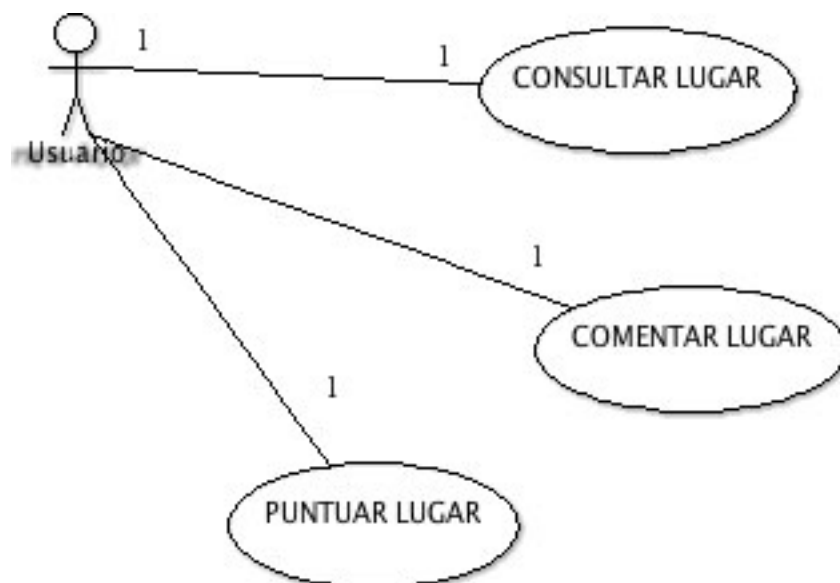 1
1
CONSULTAR LUGAR
Usuario
1
COMENTAR LUGAR
1
PUNTUAR LUGAR